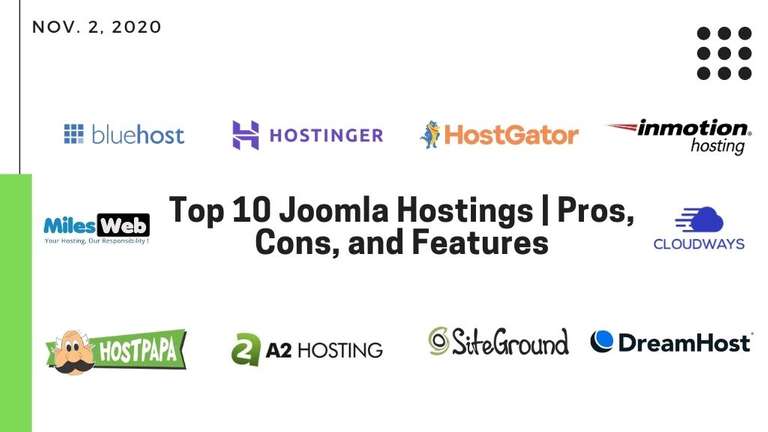 NOV. 2, 2020
bluehost
HOSTINGER
HostGator
inmotion®
hosting
MilesWeb
Your Hosting, Our Responsibility !
Top 10 Joomla Hostings | Pros,
Cons, and Features
CLOUDWAYS
HOSTPAPA
A2 HOSTING
SiteGround
DreamHost